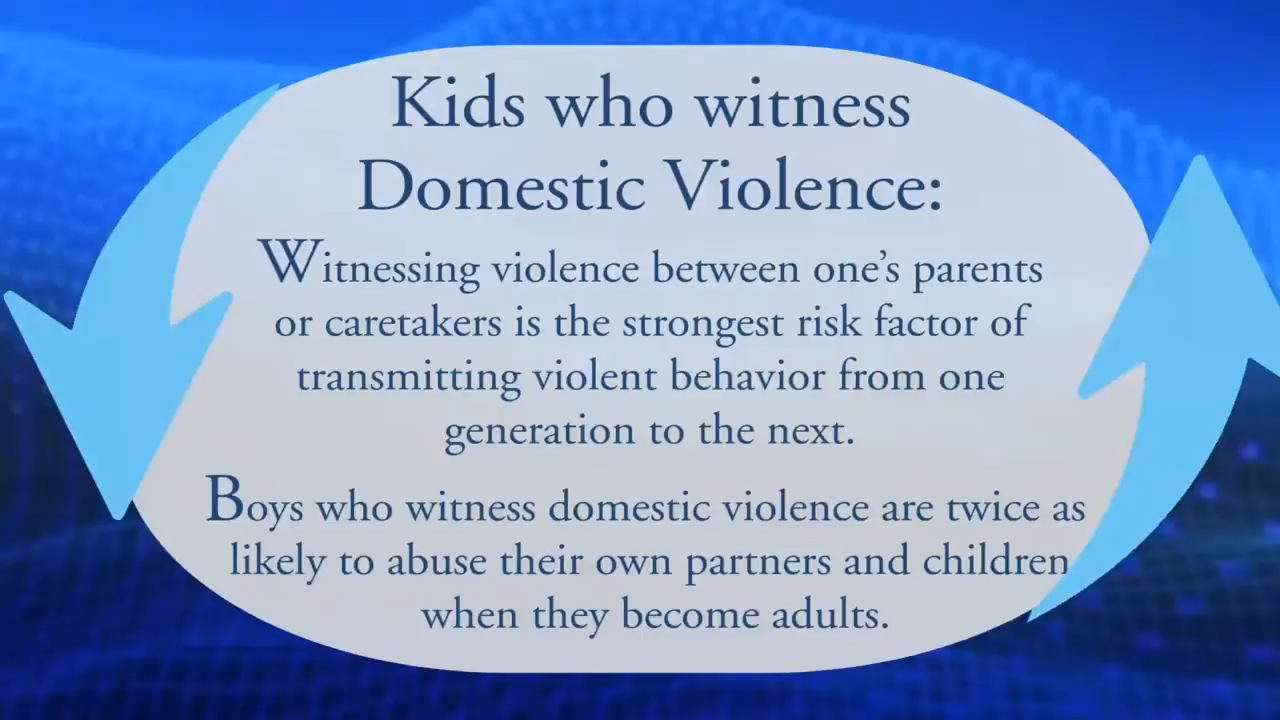 Kids who witness
Domestic Violence:
Witnessing violence between one’s parents
or caretakers is the strongest risk factor of
transmitting violent behavior from one
generation to the next.
Boys who witness domestic violence are twice as
likely to abuse their own partners and children
when they become adults.